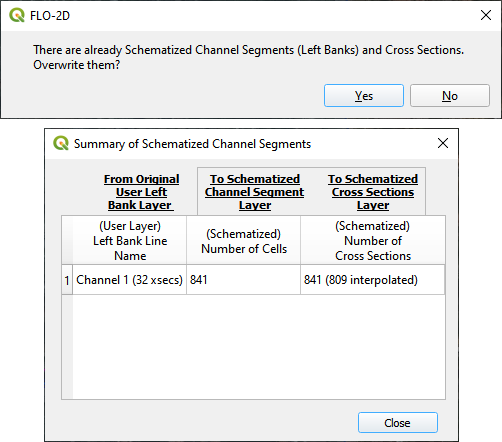 FLO-2D
There are already Schematized Channel Segments (Left Banks) and Cross Sections.
Overwrite them?
Yes No
Summary of Schematized Channel Segments
From Original
User Left
Bank Layer
To Schematized
Channel Segment
Layer
To Schematized
Cross Sections
Layer
(User Layer)
Left Bank Line
Name
(Schematized)
Number of Cells
(Schematized)
Number of
Cross Sections
1 Channel 1 (32 xsecs) 841 841 (809 interpolated)
Close